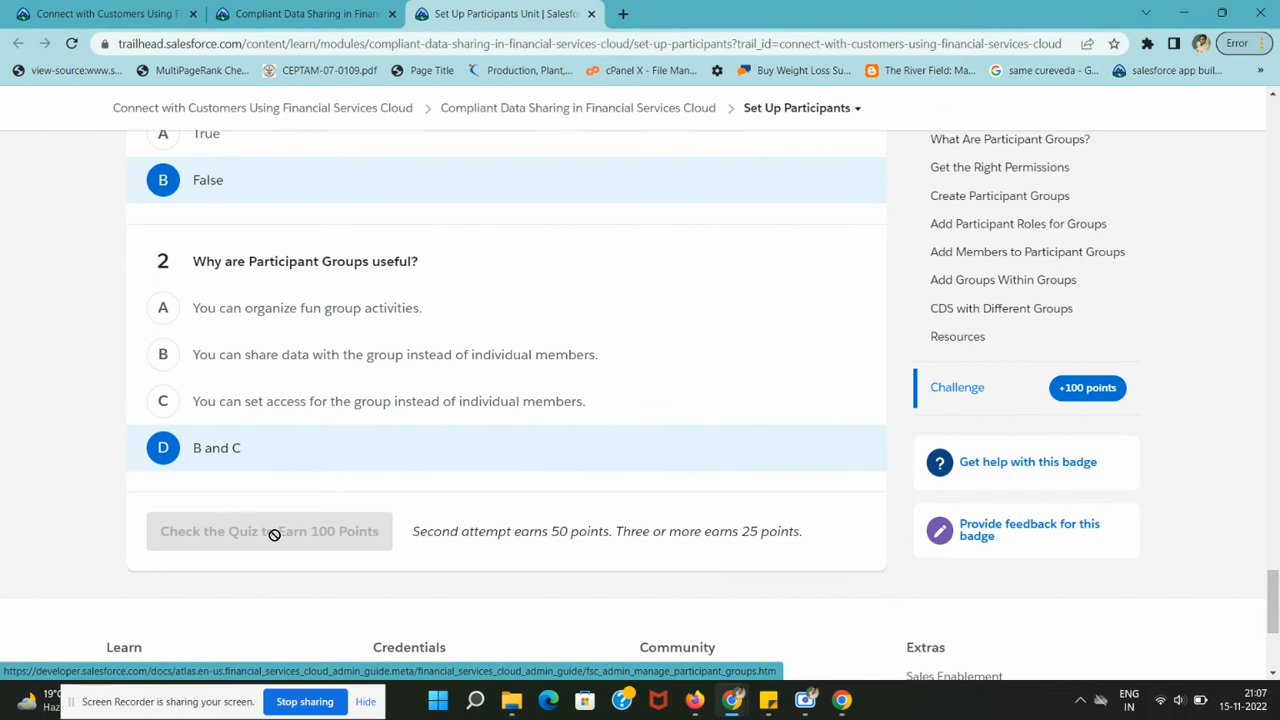 Connect with Customers Using Fi
Compliant Data Sharing in Financ
Set Up Participants Unit | Salesfo
trailhead.salesforce.com/content/learn/modules/compliant-data-sharing-in-financial-services-cloud/set-up-participants?trail_id=connect-with-customers-using-financial-services-cloud
Error
view-source:www.s...
MultiPageRank Che...
CEPTAM-07-0109.pdf
Page Title
Production, Plant,...
cPanel X - File Man...
Buy Weight Loss Su...
The River Field: Ma...
same cureveda - G...
salesforce app buil...
»
Connect with Customers Using Financial Services Cloud
Compliant Data Sharing in Financial Services Cloud
Set Up Participants
A True
B False
2 Why are Participant Groups useful?
A You can organize fun group activities.
B You can share data with the group instead of individual members.
C You can set access for the group instead of individual members.
D B and C
Check the Quiz to Earn 100 Points
Second attempt earns 50 points. Three or more earns 25 points.
What Are Participant Groups?
Get the Right Permissions
Create Participant Groups
Add Participant Roles for Groups
Add Members to Participant Groups
Add Groups Within Groups
CDS with Different Groups
Resources
Challenge
+100 points
Get help with this badge
Provide feedback for this
badge
Learn
Credentials
Community
Extras
Sales Enablement
https://developer.salesforce.com/docs/atlas.en-us.financial_services_cloud_admin_guide.meta/financial_services_cloud_admin_guide/fsc_admin_manage_participant_groups.htm
19°
Haz
Screen Recorder is sharing your screen.
Stop sharing
Hide
ENG
IN
21:07
15-11-2022